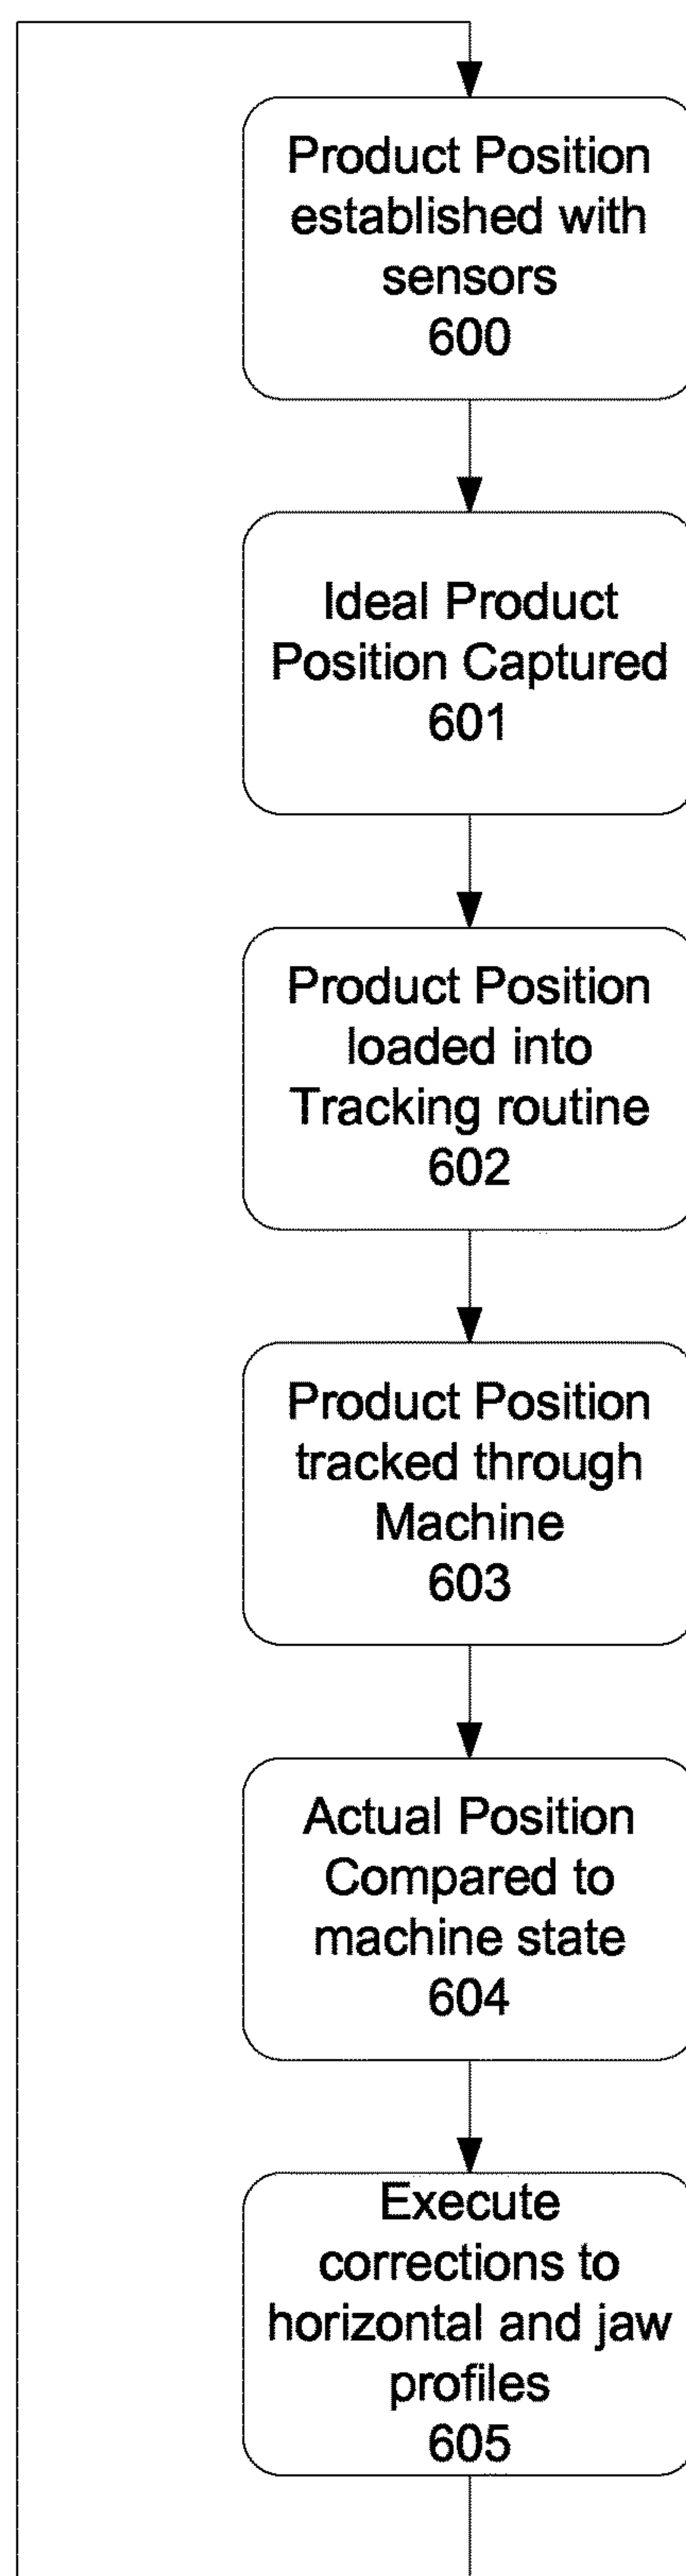 Product Position
established with
sensors
600
Ideal Product
Position Captured
601
Product Position
loaded into
Tracking routine
602
Product Position
tracked through
Machine
603
Actual Position
Compared to
machine state
604
Execute
corrections to
horizontal and jaw
profiles
605